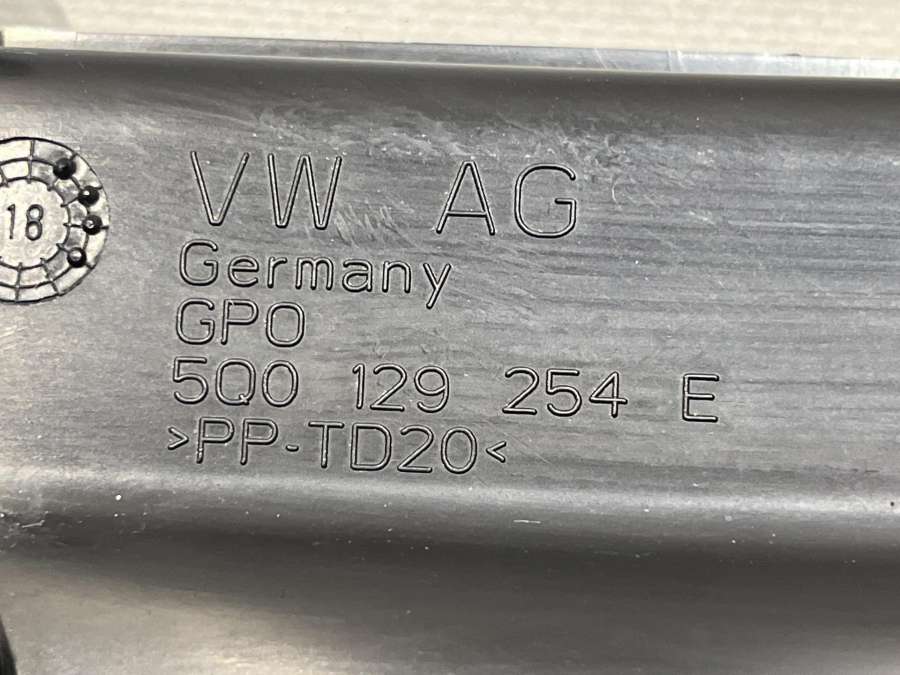 18
VW AG
Germany
GPO
5Q0 129 254 E
>PP-TD20<